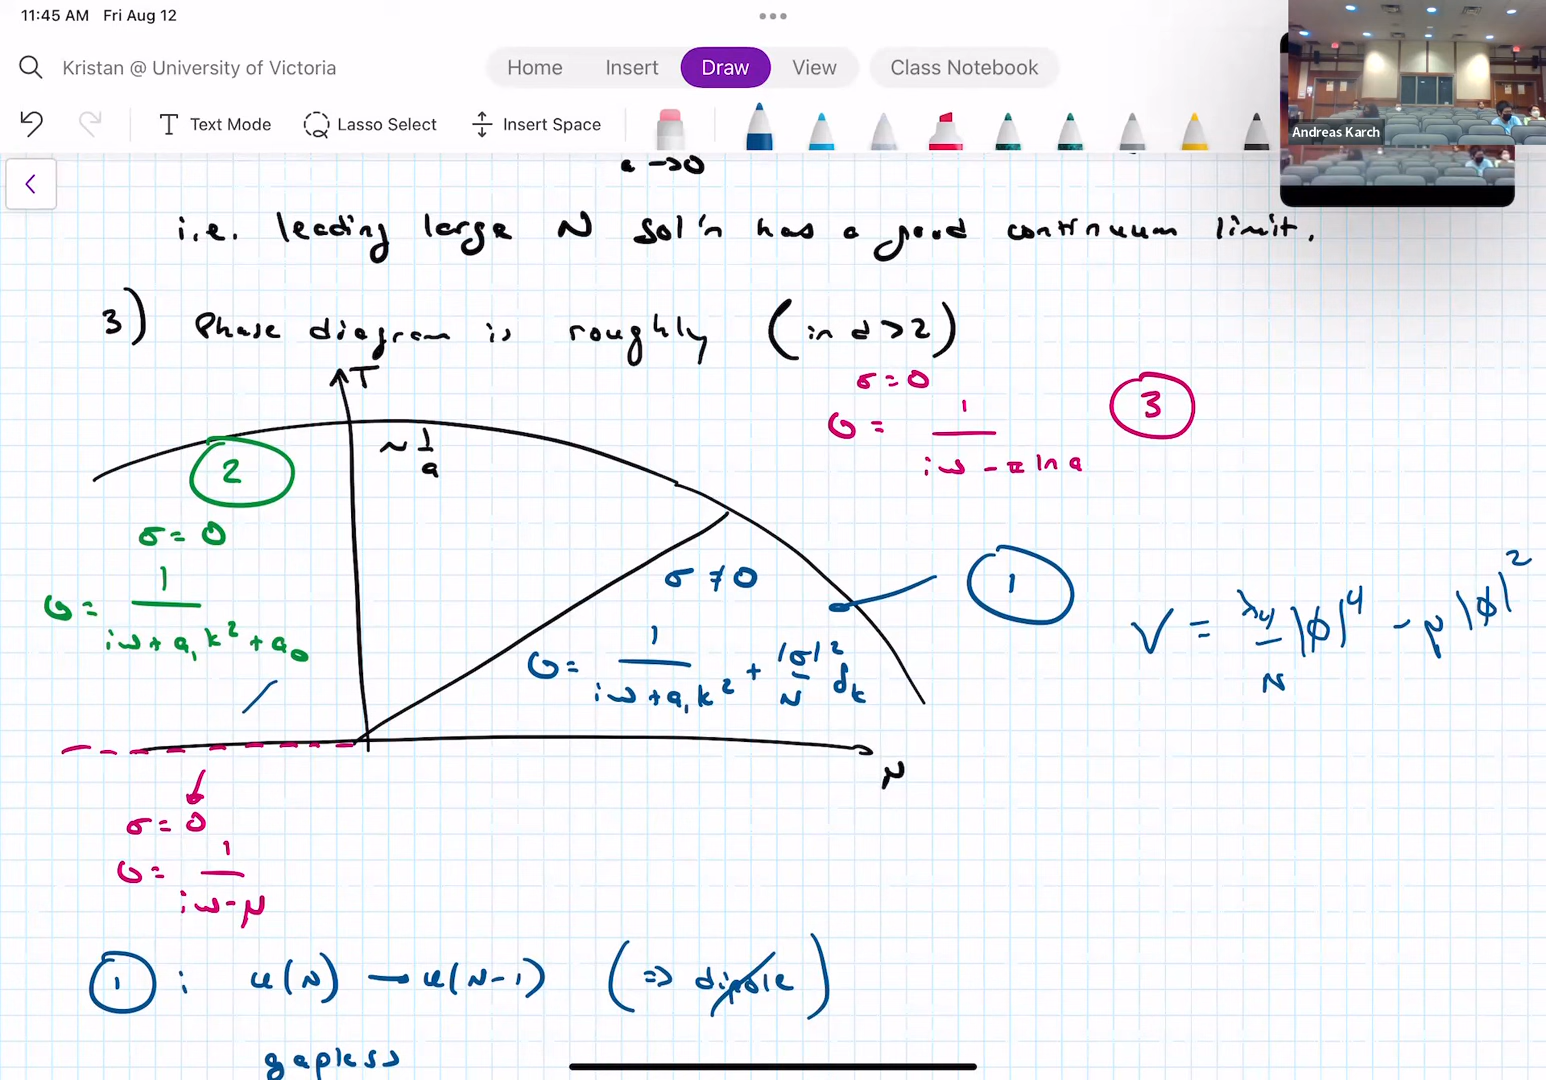 11:45 AM Fri Aug 12
Kristan @ University of Victoria
Home Insert Draw View Class Notebook
Text Mode Lasso Select Insert Space
Andreas Karch
a → 0
i.e. leading large N sol'n has a good continuum limit.
3) Phase diagram is roughly (in d>2)
T
~ 1/a
2
σ = 0
G = 1/(iω + a₁k² + a₀)
σ = 0
G = 1/(iω - π ln a)
3
σ ≠ 0
G = 1/(iω + a₁k²) + |σ|²/N δₖ
1
V = λ₄/N |φ|⁴ - μ|φ|²
μ
σ = 0
G = 1/(iω - μ)
1 : U(N) → U(N-1) (⇒ dipole)
gapless